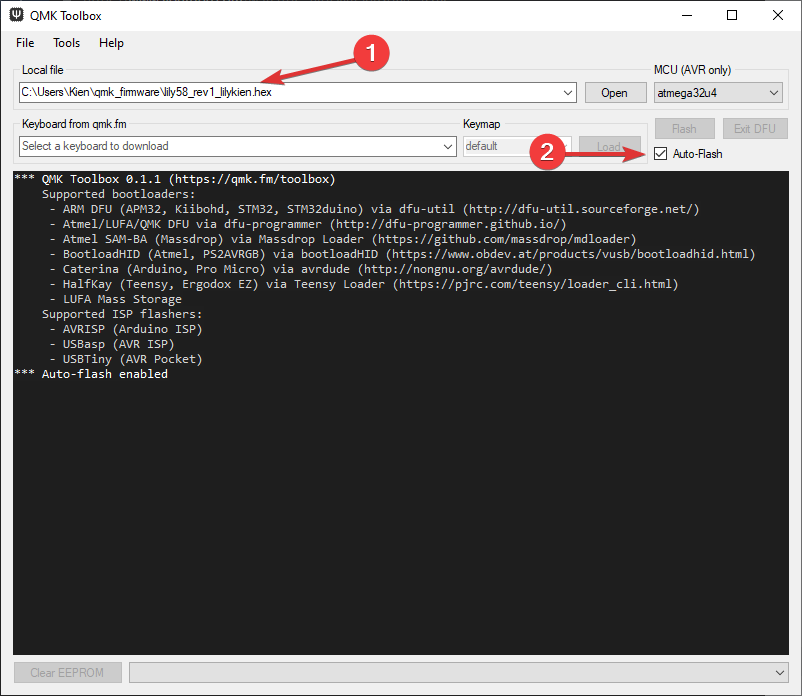 QMK Toolbox
File Tools Help
1
Local file
MCU (AVR only)
C:\Users\Kien\qmk_firmware\lily58_rev1_lilykien.hex
Open
atmega32u4
Keyboard from qmk.fm
Keymap
Flash
Exit DFU
Select a keyboard to download
default
Load
2
Auto-Flash
*** QMK Toolbox 0.1.1 (https://qmk.fm/toolbox)
Supported bootloaders:
- ARM DFU (APM32, Kiibohd, STM32, STM32duino) via dfu-util (http://dfu-util.sourceforge.net/)
- Atmel/LUFA/QMK DFU via dfu-programmer (http://dfu-programmer.github.io/)
- Atmel SAM-BA (Massdrop) via Massdrop Loader (https://github.com/massdrop/mdloader)
- BootloadHID (Atmel, PS2AVRGB) via bootloadHID (https://www.obdev.at/products/vusb/bootloadhid.html)
- Caterina (Arduino, Pro Micro) via avrdude (http://nongnu.org/avrdude/)
- HalfKay (Teensy, Ergodox EZ) via Teensy Loader (https://pjrc.com/teensy/loader_cli.html)
- LUFA Mass Storage
Supported ISP flashers:
- AVRISP (Arduino ISP)
- USBasp (AVR ISP)
- USBTiny (AVR Pocket)
*** Auto-flash enabled
Clear EEPROM